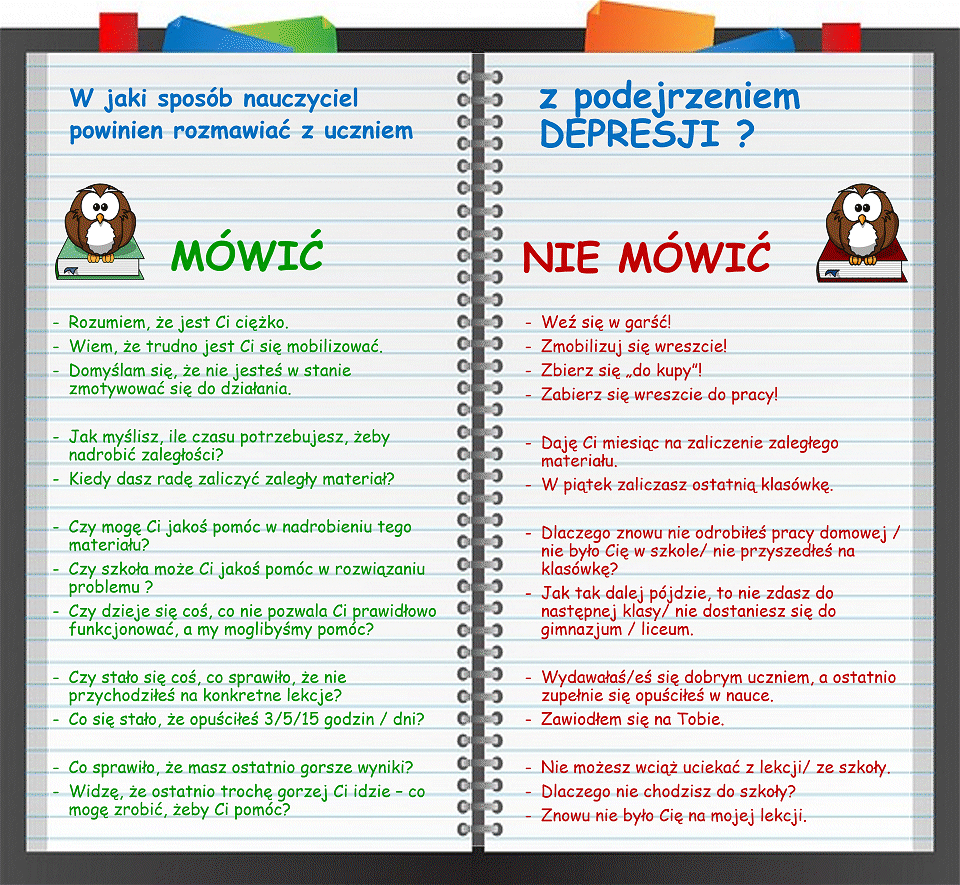 W jaki sposób nauczyciel
powinien rozmawiać z uczniem
MÓWIĆ
- Rozumiem, że jest Ci ciężko.
- Wiem, że trudno jest Ci się mobilizować.
- Domyślam się, że nie jesteś w stanie
zmotywować się do działania.
- Jak myślisz, ile czasu potrzebujesz, żeby
nadrobić zaległości?
- Kiedy dasz radę zaliczyć zaległy materiał?
- Czy mogę Ci jakoś pomóc w nadrobieniu tego
materiału?
- Czy szkoła może Ci jakoś pomóc w rozwiązaniu
problemu ?
- Czy dzieje się coś, co nie pozwala Ci prawidłowo
funkcjonować, a my moglibyśmy pomóc?
- Czy stało się coś, co sprawiło, że nie
przychodziłeś na konkretne lekcje?
- Co się stało, że opuściłeś 3/5/15 godzin / dni?
- Co sprawiło, że masz ostatnio gorsze wyniki?
- Widzę, że ostatnio trochę gorzej Ci idzie – co
mogę zrobić, żeby Ci pomóc?
z podejrzeniem
DEPRESJI ?
NIE MÓWIĆ
- Weź się w garść!
- Zmobilizuj się wreszcie!
- Zbierz się „do kupy”!
- Zabierz się wreszcie do pracy!
- Daję Ci miesiąc na zaliczenie zaległego
materiału.
- W piątek zaliczasz ostatnią klasówkę.
- Dlaczego znowu nie odrobiłeś pracy domowej /
nie było Cię w szkole/ nie przyszedłeś na
klasówkę?
- Jak tak dalej pójdzie, to nie zdasz do
następnej klasy/ nie dostaniesz się do
gimnazjum / liceum.
- Wydawałaś/eś się dobrym uczniem, a ostatnio
zupełnie się opuściłeś w nauce.
- Zawiodłem się na Tobie.
- Nie możesz wciąż uciekać z lekcji/ ze szkoły.
- Dlaczego nie chodzisz do szkoły?
- Znowu nie było Cię na mojej lekcji.